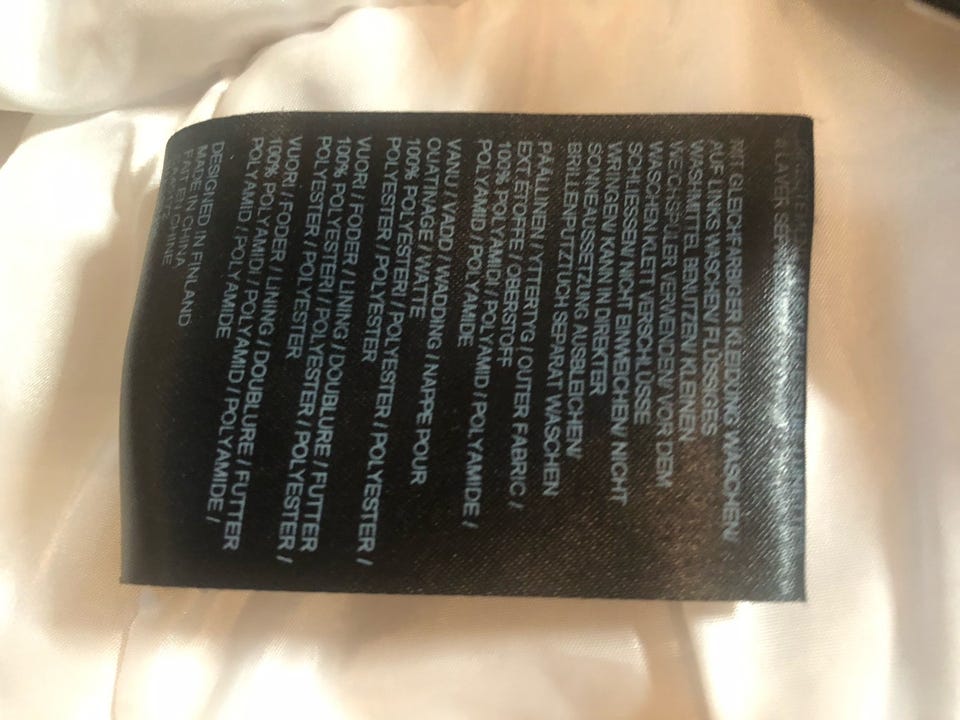 MIT GLEICHFARBIGER KLEIDUNG WASCHEN/
AUF LINKS WASCHEN/ FLÜSSIGES
WASHMITTEL BENUTZEN/ KLEINEN
WEICHSPÜLER VERWENDEN/ VOR DEM
WASCHEN KLETT VERSCHLÜSSE
SCHLIESSEN/ NICHT EINWEICHEN/ NICHT
WRINGEN/ KANN IN DIREKTER
SONNEAUSSETZUNG AUSBLEICHEN
BRILLENPUTZTUCH SEPARAT WASCHEN
PÄÄLLINEN / YTTERTYG / OUTER FABRIC /
EXT.ETOFFE / OBERSTOFF
100% POLYAMIDI / POLYAMID / POLYAMIDE /
POLYAMID / POLYAMIDE
VANU / VADD / WADDING / NAPPE POUR
OUATINAGE / WATTE
100% POLYESTERI / POLYESTER / POLYESTER /
POLYESTER / POLYESTER
VUORI / FODER / LINING / DOUBLURE / FUTTER
100% POLYESTERI / POLYESTER / POLYESTER /
POLYESTER / POLYESTER
VUORI / FODER / LINING / DOUBLURE / FUTTER
100% POLYAMIDI / POLYAMID / POLYAMIDE /
POLYAMID / POLYAMIDE
DESIGNED IN FINLAND
MADE IN CHINA